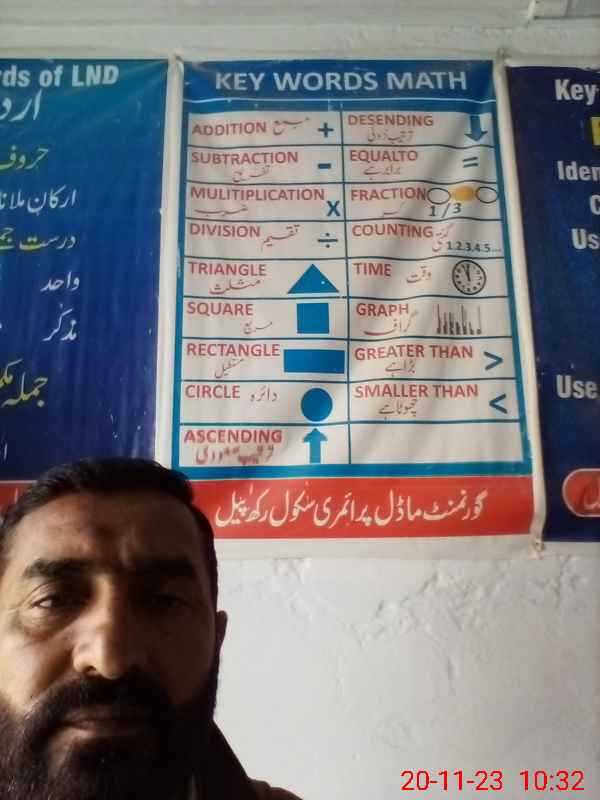 rds of LND
حروف
ارکان ملانا
واحد
مذکر
KEY WORDS MATH
ADDITION جمع +
SUBTRACTION تفریق -
MULITIPLICATION ضرب X
DIVISION تقسیم ÷
TRIANGLE مثلث
SQUARE مربع
RECTANGLE مستطیل
CIRCLE دائرہ
ASCENDING ترتیب صعودی
DESENDING ترتیب نزولی
EQUALTO برابر ہے =
FRACTION کسر 1/3
COUNTING گنتی 1.2.3.4.5...
TIME وقت
GRAPH گراف
GREATER THAN بڑا ہے >
SMALLER THAN چھوٹا ہے <
گورنمنٹ ماڈل پرائمری سکول رکھ پیل
Key
Iden
Us
Use
20-11-23 10:32